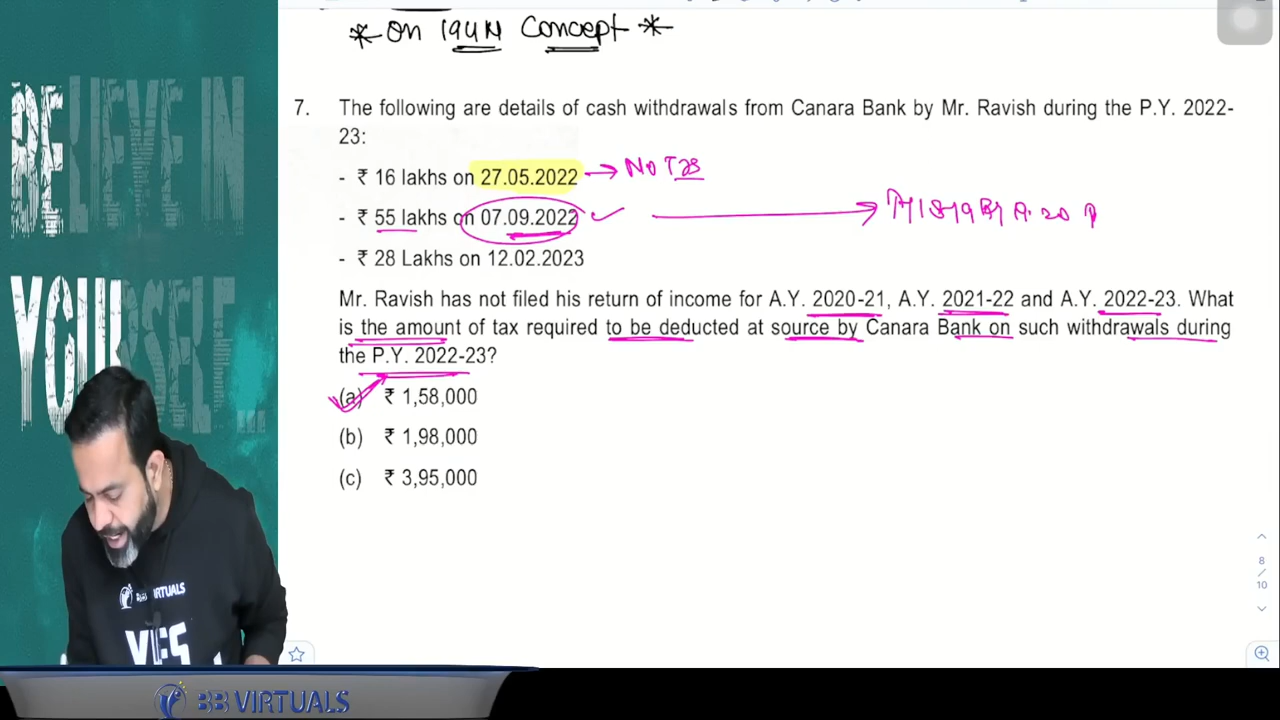 * on 194N Concept *
7. The following are details of cash withdrawals from Canara Bank by Mr. Ravish during the P.Y. 2022-
23:
- ₹ 16 lakhs on 27.05.2022 → No TDS
- ₹ 55 lakhs on 07.09.2022
- ₹ 28 Lakhs on 12.02.2023
Mr. Ravish has not filed his return of income for A.Y. 2020-21, A.Y. 2021-22 and A.Y. 2022-23. What
is the amount of tax required to be deducted at source by Canara Bank on such withdrawals during
the P.Y. 2022-23?
(a) ₹ 1,58,000
(b) ₹ 1,98,000
(c) ₹ 3,95,000
BELIEVE IN
YOURSELF
VIRTUALS
YES
8
/
10
BB VIRTUALS